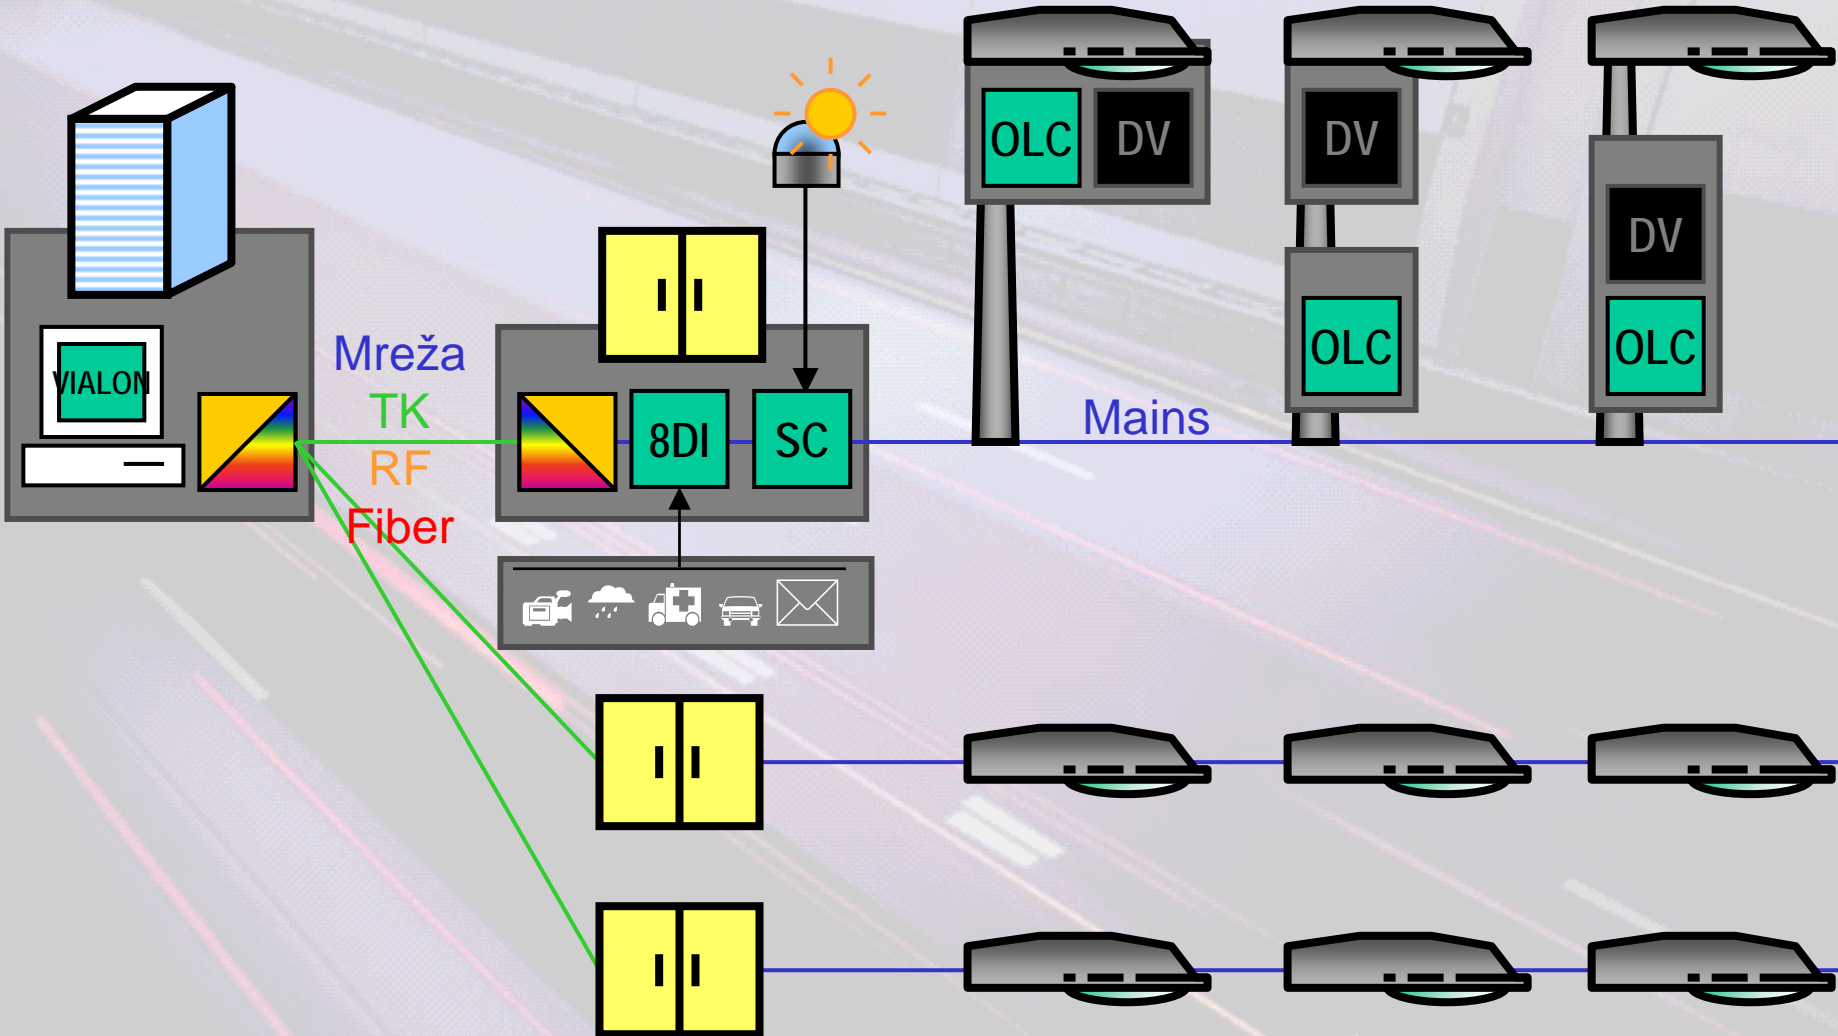 OLC DV
DV
DV
OLC
OLC
VIALON
Mreža
TK
RF
Fiber
8DI
SC
Mains